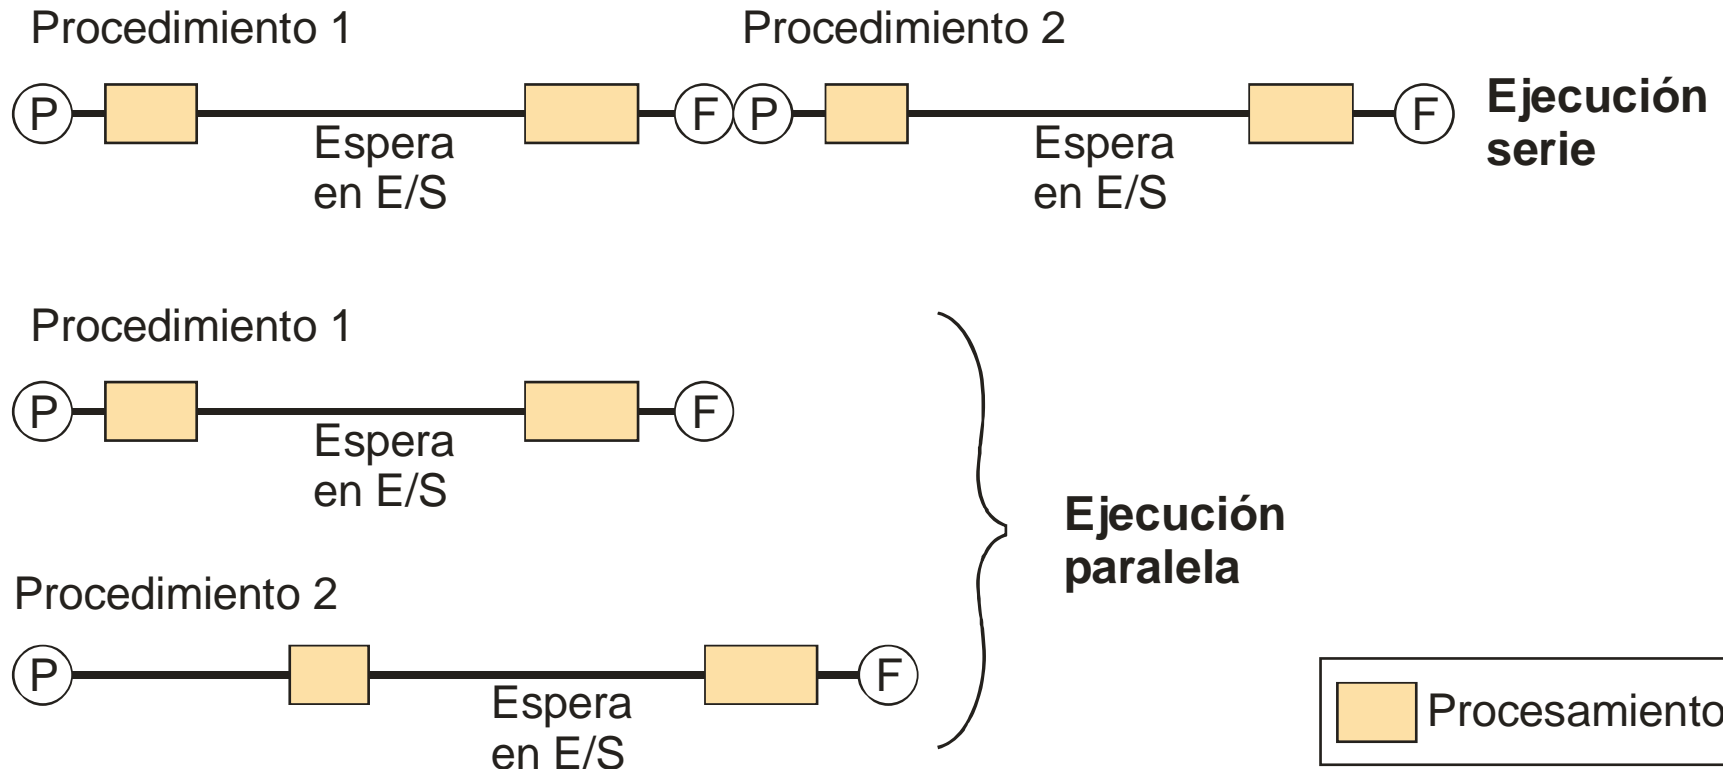 Procedimiento 1
Procedimiento 2
P
F
P
F
Ejecución
serie
Espera
en E/S
Espera
en E/S
Procedimiento 1
P
F
Espera
en E/S
Ejecución
paralela
Procedimiento 2
P
F
Espera
en E/S
Procesamiento